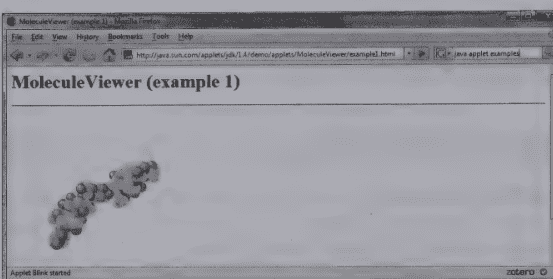 MoleculeViewer (example 1) - Mozilla Firefox
File Edit View History Bookmarks Tools Help
http://java.sun.com/applets/jdk/1.4/demo/applets/MoleculeViewer/example1.html java applet examples
MoleculeViewer (example 1)
Applet Blink started zotero